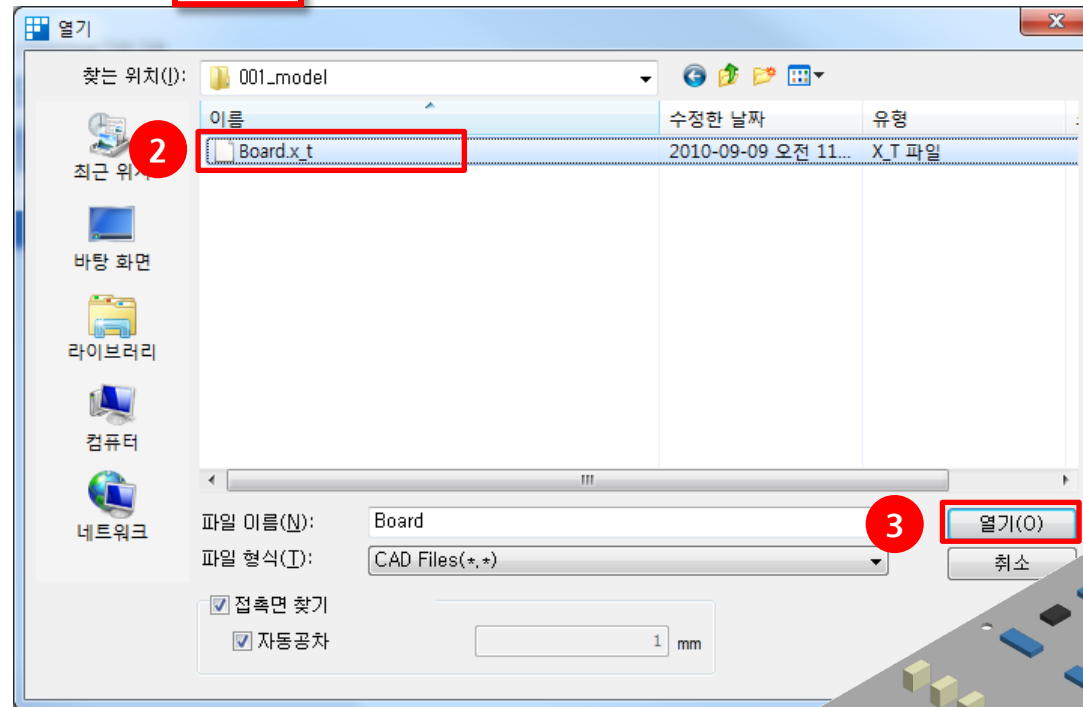 열기
찾는 위치(I): 001_model
이름 수정한 날짜 유형
2 Board.x_t 2010-09-09 오전 11... X_T 파일
최근 위치
바탕 화면
라이브러리
컴퓨터
네트워크
파일 이름(N): Board
3 열기(O)
파일 형식(T): CAD Files(*.*)
취소
접촉면 찾기
자동공차 1 mm